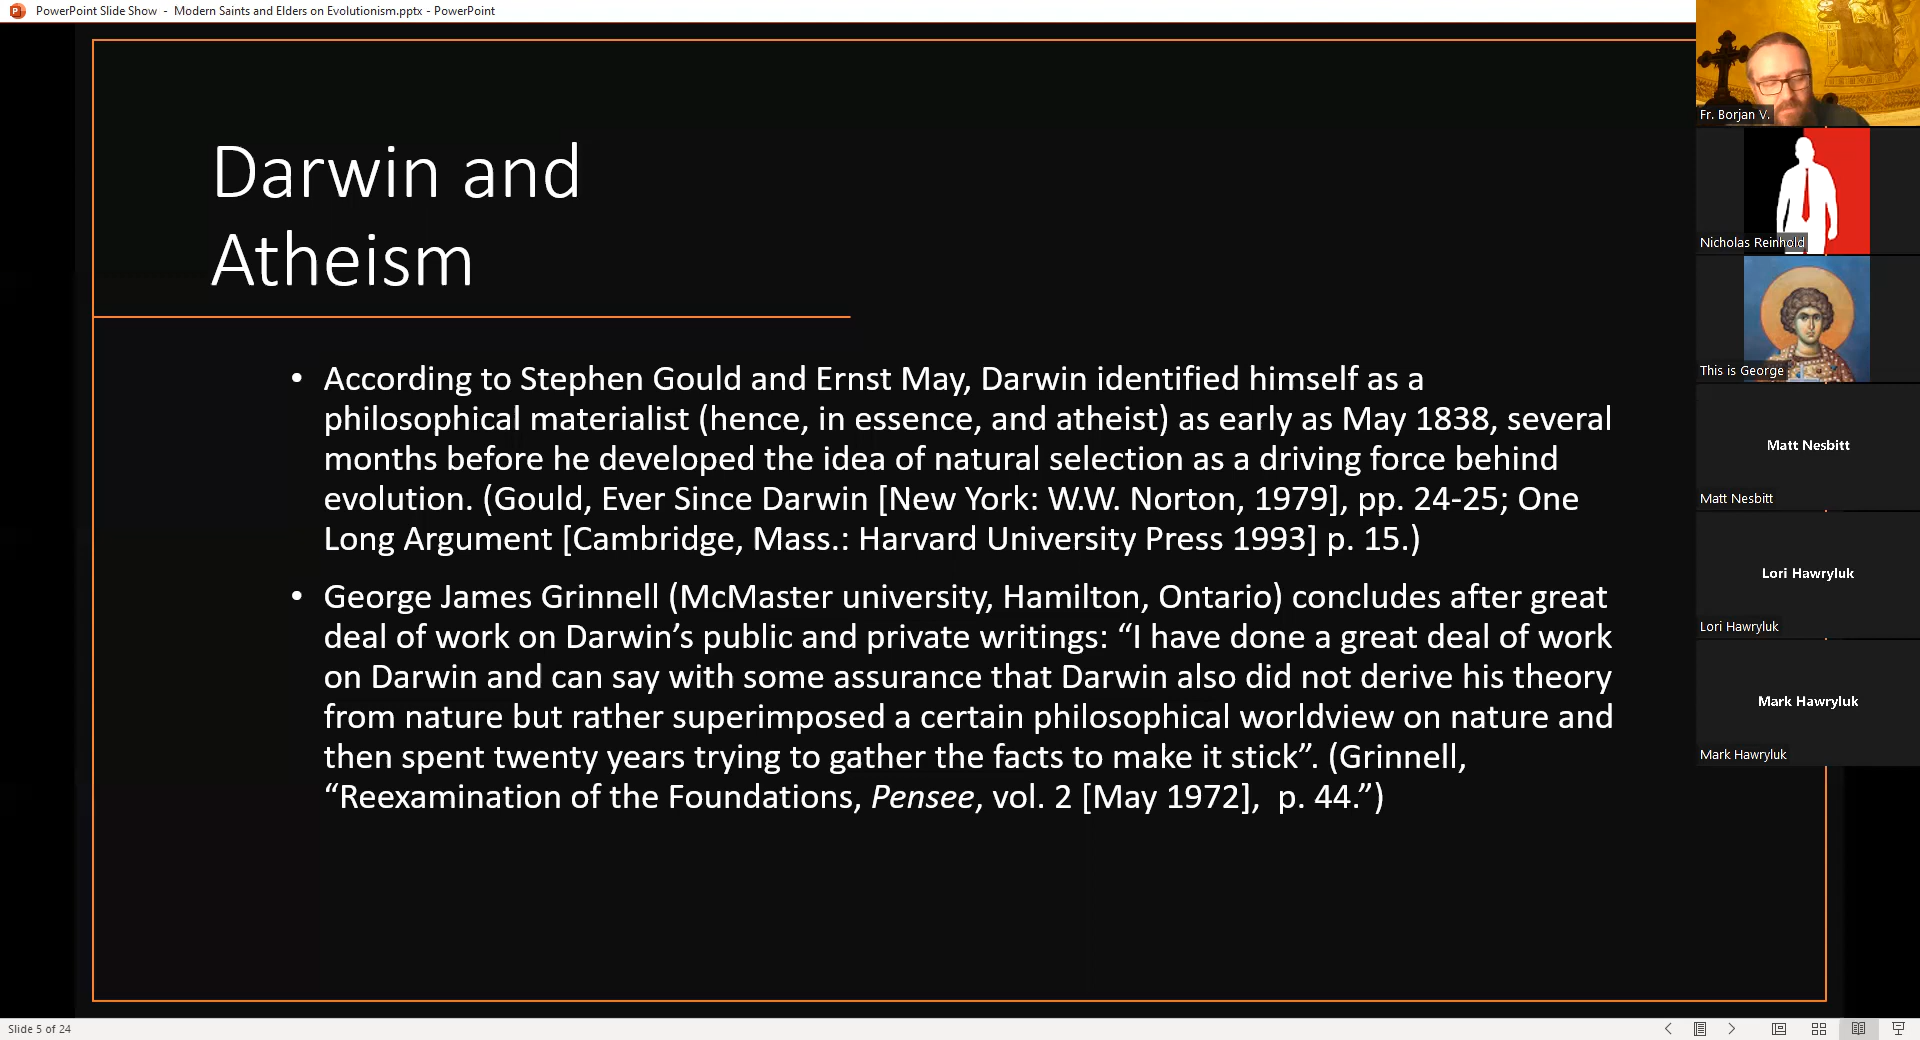 PowerPoint Slide Show - Modern Saints and Elders on Evolutionism.pptx - PowerPoint
Darwin and
Atheism
• According to Stephen Gould and Ernst May, Darwin identified himself as a
philosophical materialist (hence, in essence, and atheist) as early as May 1838, several
months before he developed the idea of natural selection as a driving force behind
evolution. (Gould, Ever Since Darwin [New York: W.W. Norton, 1979], pp. 24-25; One
Long Argument [Cambridge, Mass.: Harvard University Press 1993] p. 15.)
• George James Grinnell (McMaster university, Hamilton, Ontario) concludes after great
deal of work on Darwin’s public and private writings: “I have done a great deal of work
on Darwin and can say with some assurance that Darwin also did not derive his theory
from nature but rather superimposed a certain philosophical worldview on nature and
then spent twenty years trying to gather the facts to make it stick”. (Grinnell,
“Reexamination of the Foundations, Pensee, vol. 2 [May 1972], p. 44.”)
Fr. Borjan V.
Nicholas Reinhold
This is George
Matt Nesbitt
Matt Nesbitt
Lori Hawryluk
Lori Hawryluk
Mark Hawryluk
Mark Hawryluk
Slide 5 of 24